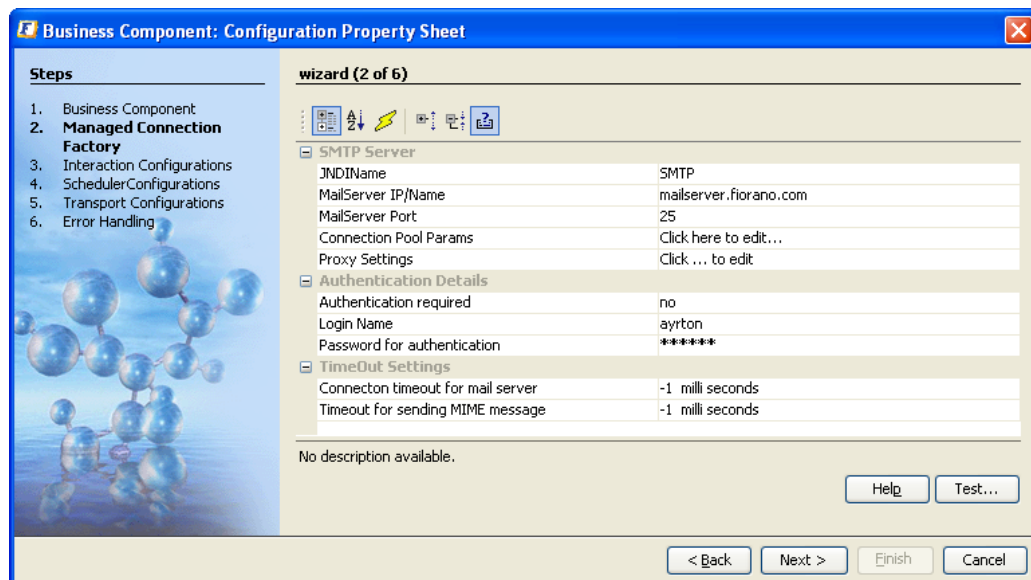 Business Component: Configuration Property Sheet
Steps
1. Business Component
2. Managed Connection
Factory
3. Interaction Configurations
4. SchedulerConfigurations
5. Transport Configurations
6. Error Handling
wizard (2 of 6)
SMTP Server
JNDIName SMTP
MailServer IP/Name mailserver.fiorano.com
MailServer Port 25
Connection Pool Params Click here to edit...
Proxy Settings Click ... to edit
Authentication Details
Authentication required no
Login Name ayrton
Password for authentication ******
TimeOut Settings
Connecton timeout for mail server -1 milli seconds
Timeout for sending MIME message -1 milli seconds
No description available.
Help Test...
< Back Next > Finish Cancel